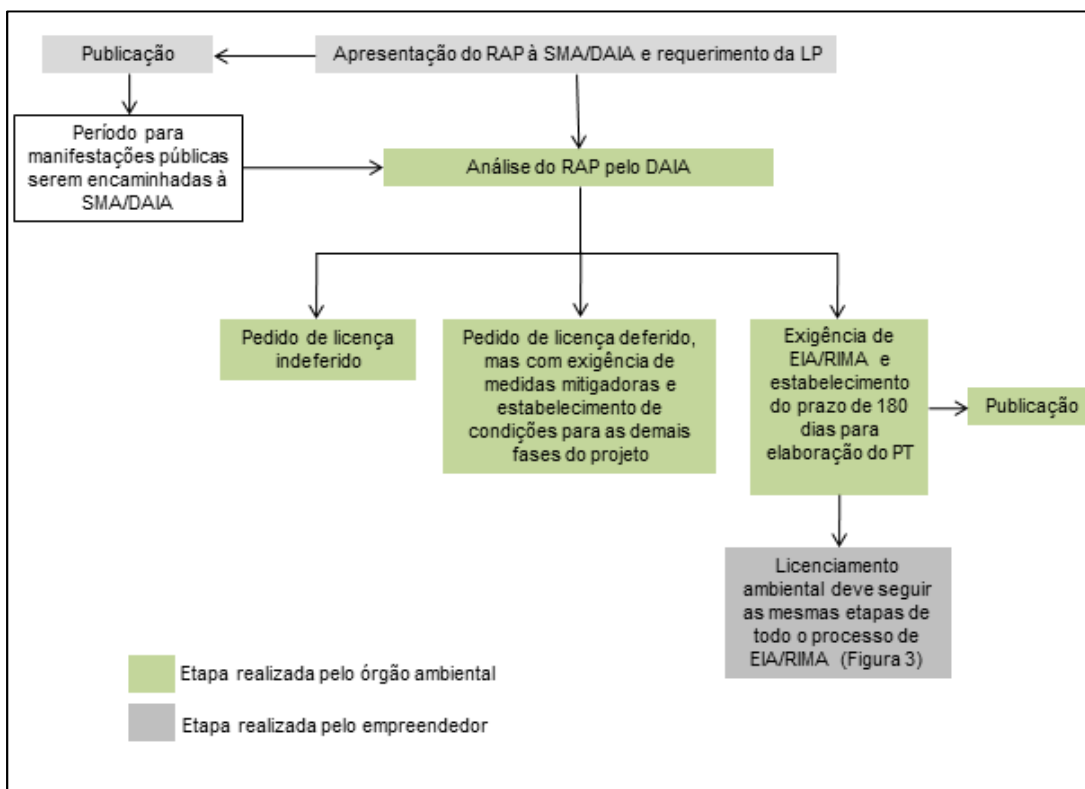 Publicação
Apresentação do RAP à SMA/DAIA e requerimento da LP
Período para
manifestações públicas
serem encaminhadas à
SMA/DAIA
Análise do RAP pelo DAIA
Pedido de licença
indeferido
Pedido de licença deferido,
mas com exigência de
medidas mitigadoras e
estabelecimento de
condições para as demais
fases do projeto
Exigência de
EIA/RIMA e
estabelecimento
do prazo de 180
dias para
elaboração do PT
Publicação
Licenciamento
ambiental deve seguir
as mesmas etapas de
todo o processo de
EIA/RIMA (Figura 3)
Etapa realizada pelo órgão ambiental
Etapa realizada pelo empreendedor